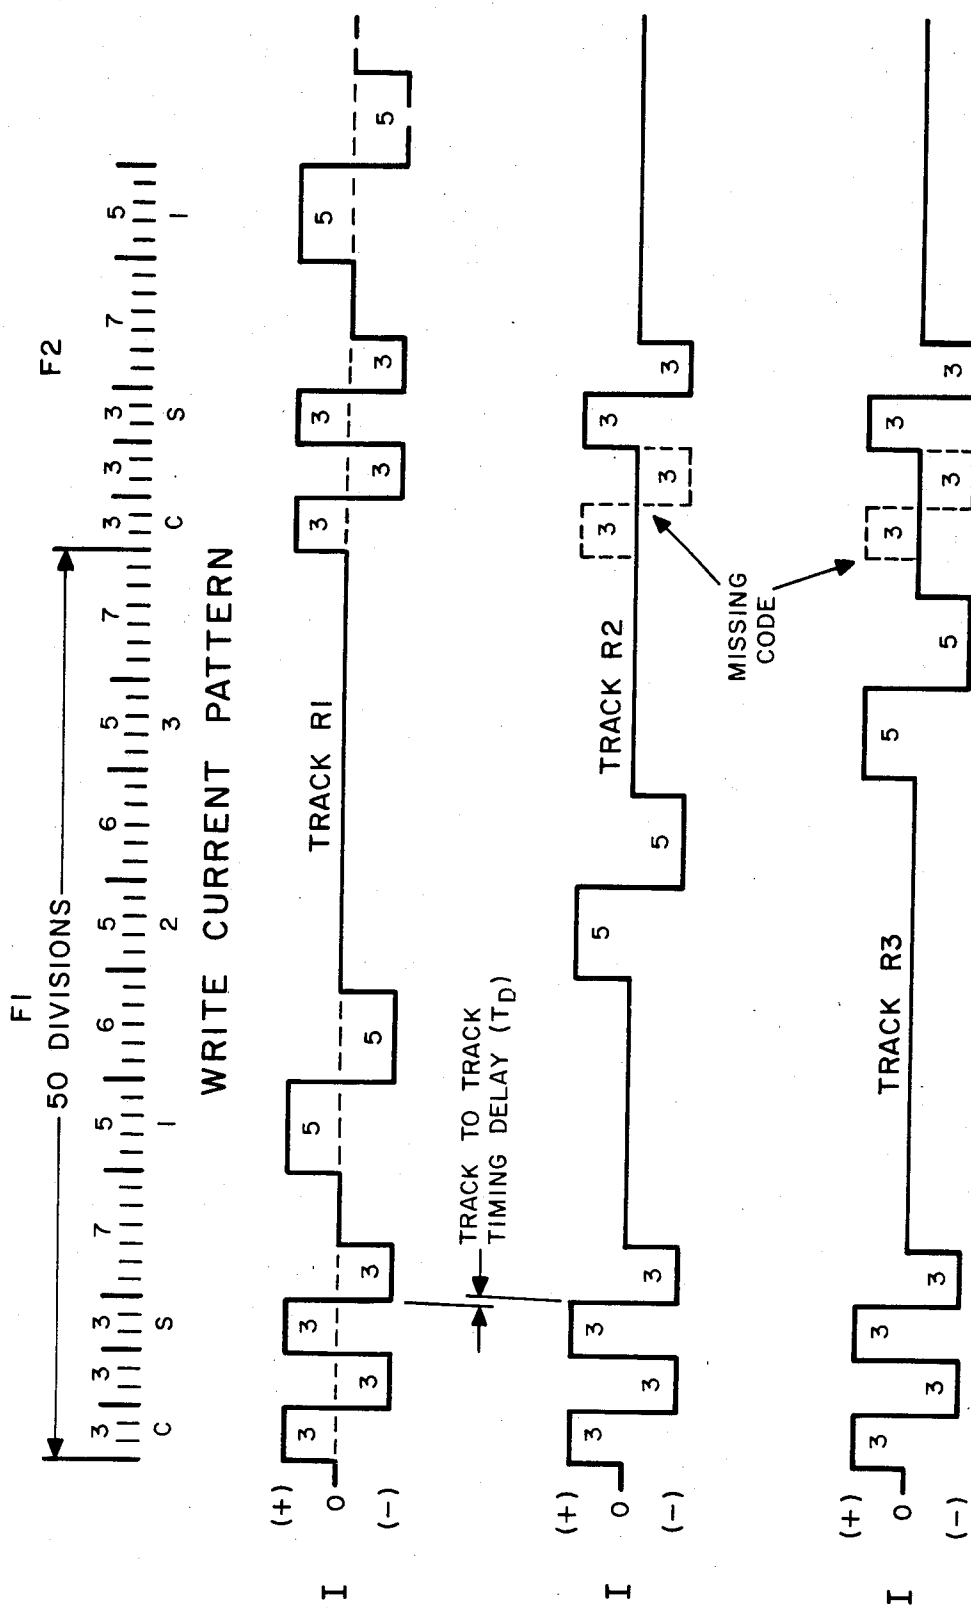 F1 F2
50 DIVISIONS
3 3 3 7 5 6 5 6 5 7 3 3 3 7 5
C S 1 2 3 C S 1
WRITE CURRENT PATTERN
(+)
TRACK R1
3 3 5 3 3 5
I 0
(-) 3 3 5 3 3 5
TRACK TO TRACK
TIMING DELAY (TD)
(+)
TRACK R2
3 3 5 3 3
I 0
(-) 3 3 5 3 3
MISSING
CODE
(+)
3 3 5 3 3
TRACK R3
I 0
(-) 3 3 5 3 3